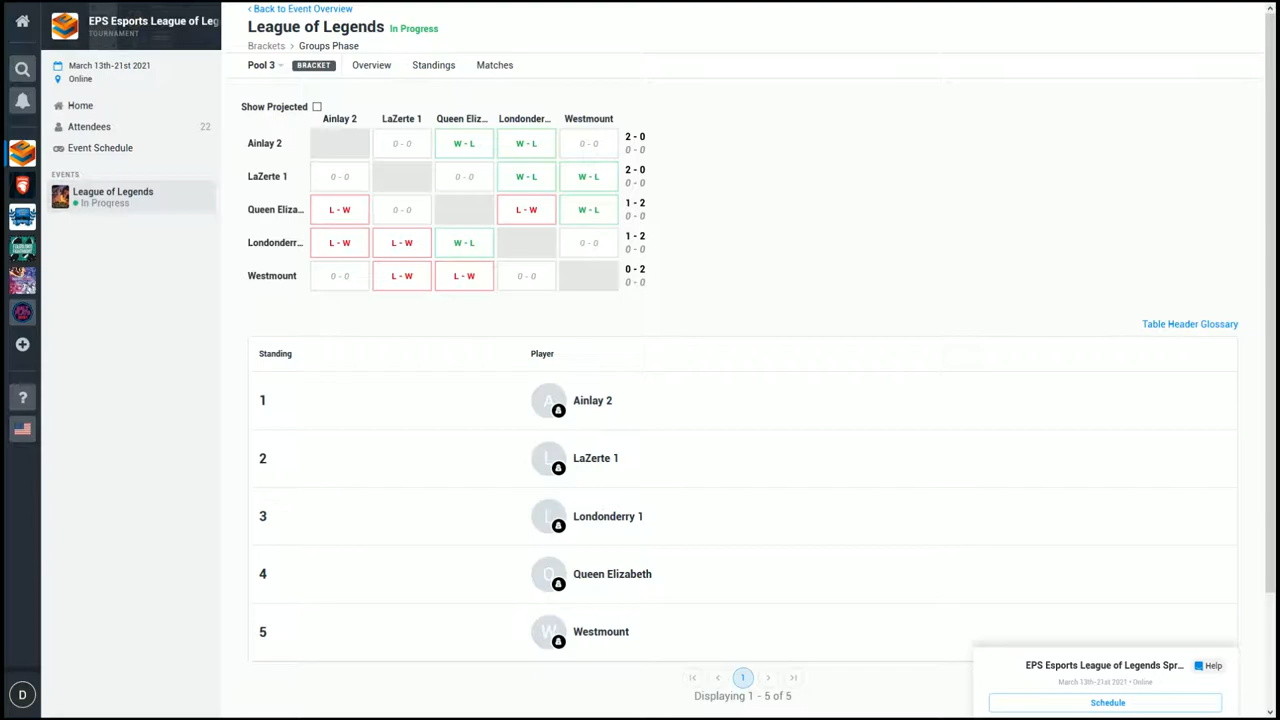 ‹ Back to Event Overview
EPS Esports League of Leg
TOURNAMENT
League of Legends In Progress
Brackets > Groups Phase
March 13th-21st 2021
Online
Pool 3 BRACKET Overview Standings Matches
Home
Attendees 22
Event Schedule
EVENTS
League of Legends
In Progress
Show Projected
Ainlay 2 LaZerte 1 Queen Eliz... Londonder... Westmount
Ainlay 2 0 - 0 W - L W - L 0 - 0 2 - 0
0 - 0
LaZerte 1 0 - 0 0 - 0 W - L W - L 2 - 0
0 - 0
Queen Eliza... L - W 0 - 0 L - W W - L 1 - 2
0 - 0
Londonderr... L - W L - W W - L 0 - 0 1 - 2
0 - 0
Westmount 0 - 0 L - W L - W 0 - 0 0 - 2
0 - 0
Table Header Glossary
Standing Player
1 A Ainlay 2
2 L LaZerte 1
3 L Londonderry 1
4 Q Queen Elizabeth
5 W Westmount
1
Displaying 1 - 5 of 5
EPS Esports League of Legends Spr... Help
March 13th-21st 2021 • Online
Schedule
?
D